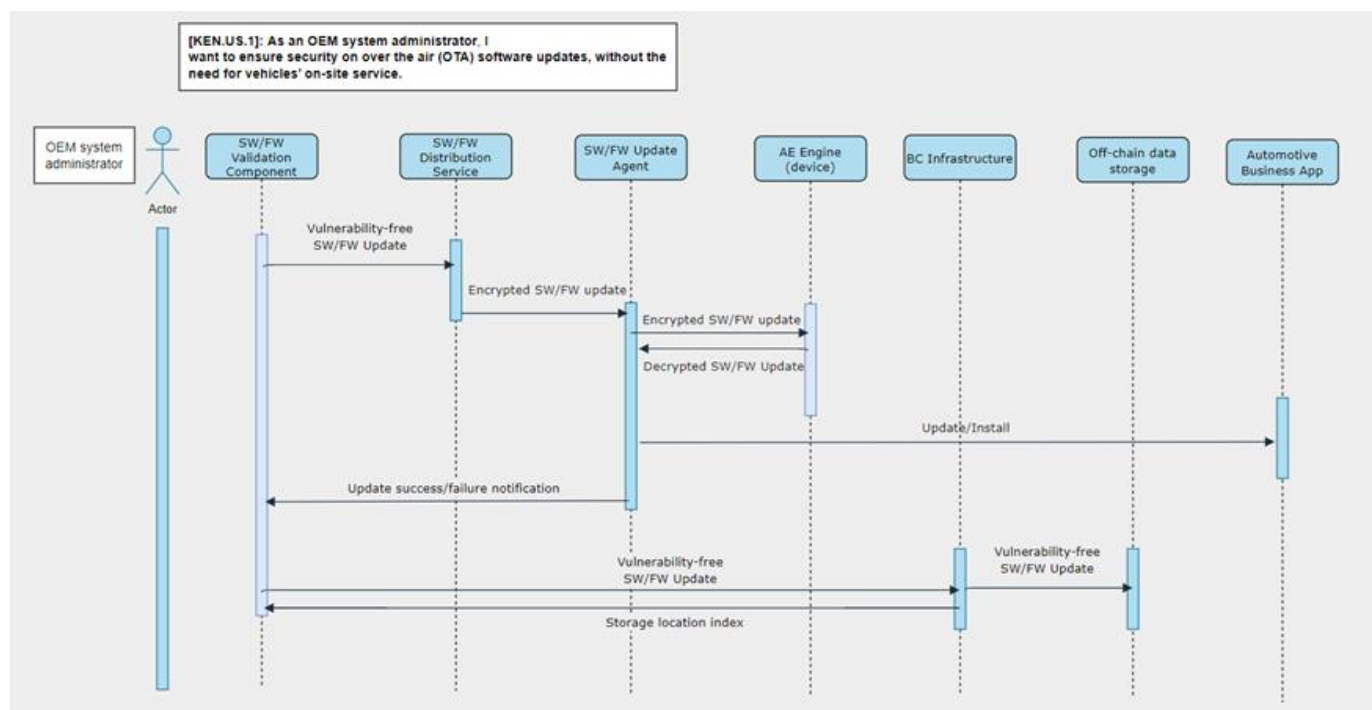 [KEN.US.1]: As an OEM system administrator, I
want to ensure security on over the air (OTA) software updates, without the
need for vehicles' on-site service.
OEM system
administrator
Actor
SW/FW
Validation
Component
SW/FW
Distribution
Service
SW/FW Update
Agent
AE Engine
(device)
BC Infrastructure
Off-chain data
storage
Automotive
Business App
Vulnerability-free
SW/FW Update
Encrypted SW/FW update
Encrypted SW/FW update
Decrypted SW/FW Update
Update/Install
Update success/failure notification
Vulnerability-free
SW/FW Update
Vulnerability-free
SW/FW Update
Storage location index